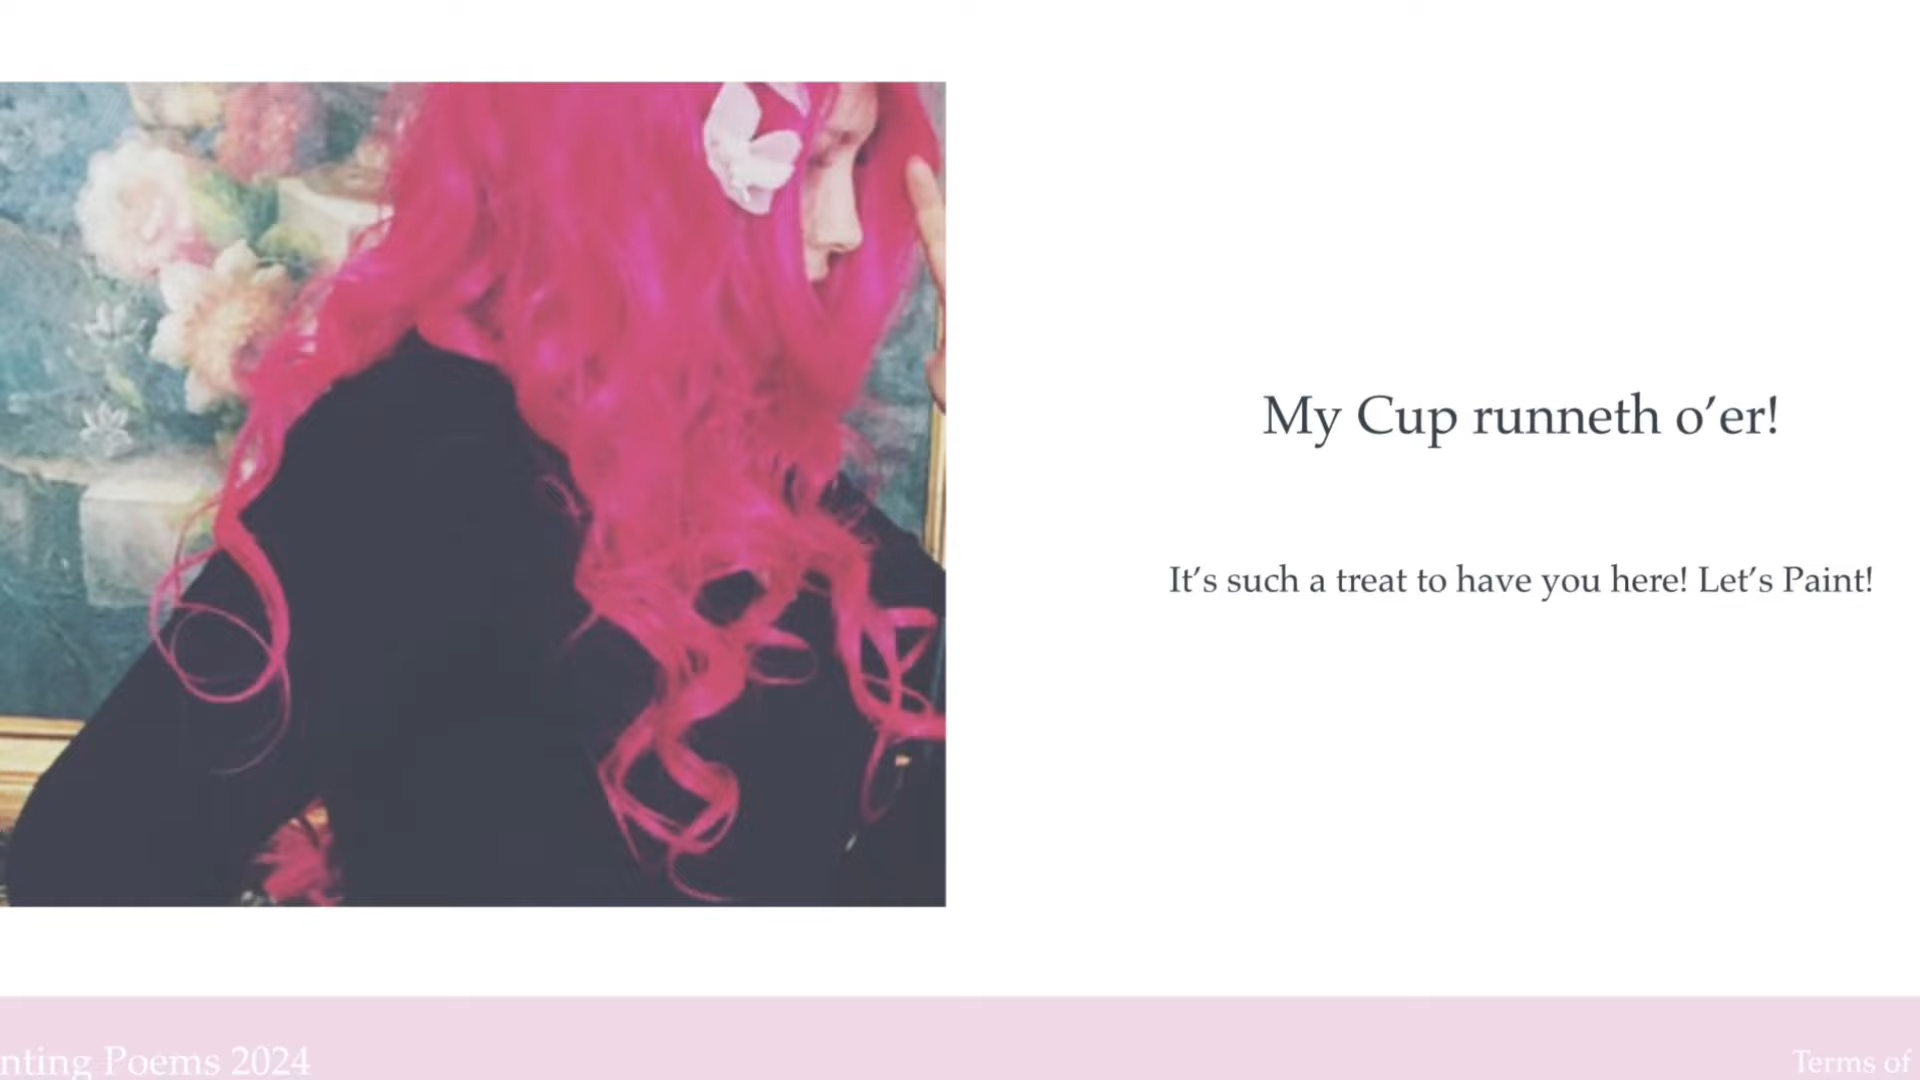 My Cup runneth o’er!
It’s such a treat to have you here! Let’s Paint!
nting Poems 2024
Terms of